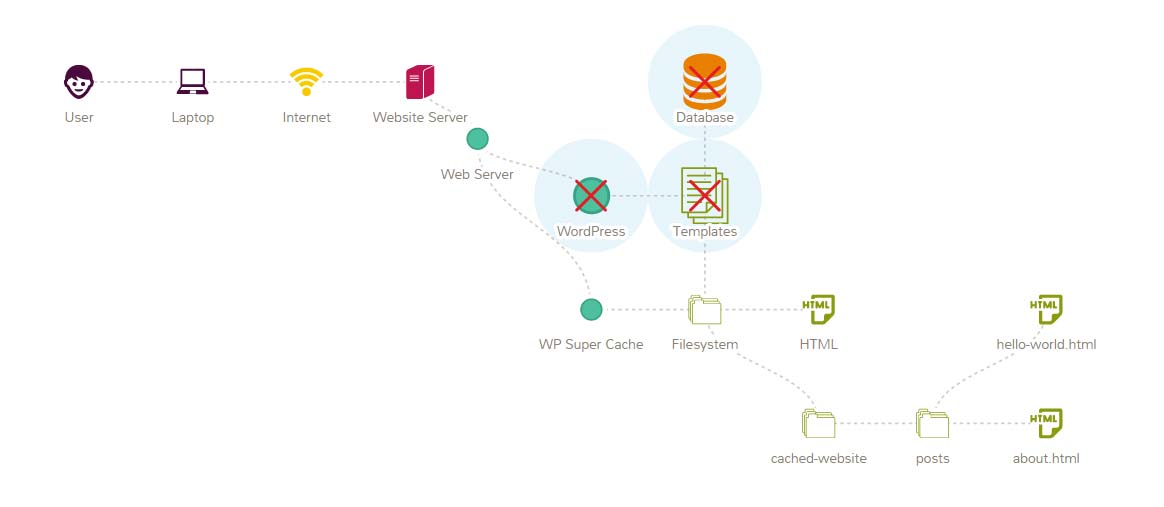 User
Laptop
Internet
Website Server
Database
Web Server
WordPress
Templates
HTML
HTML
WP Super Cache
Filesystem
HTML
hello-world.html
HTML
cached-website
posts
about.html